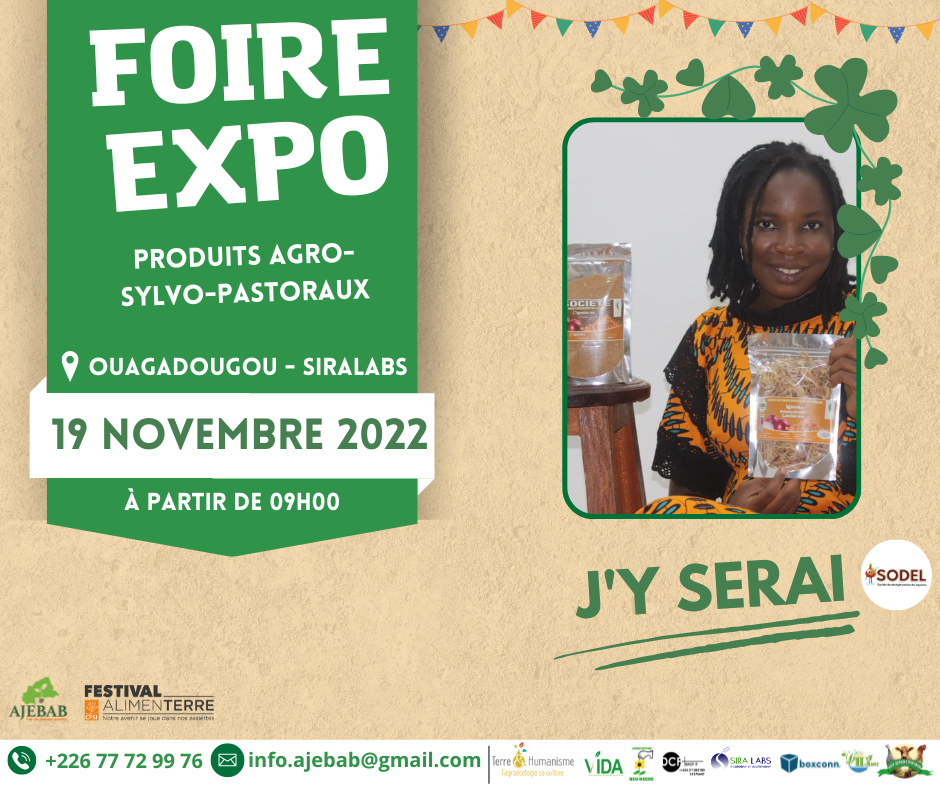 FOIRE
EXPO
PRODUITS AGRO-
SYLVO-PASTORAUX
OUAGADOUGOU - SIRALABS
19 NOVEMBRE 2022
À PARTIR DE 09H00
J'Y SERAI
SODEL
AJEBAB
FESTIVAL
ALIMENTERRE
Notre avenir se joue dans nos assiettes
+226 77 72 99 76
info.ajebab@gmail.com
Terre & Humanisme
l'agroécologie se cultive
VIDA
SIRA LABS
boxconn